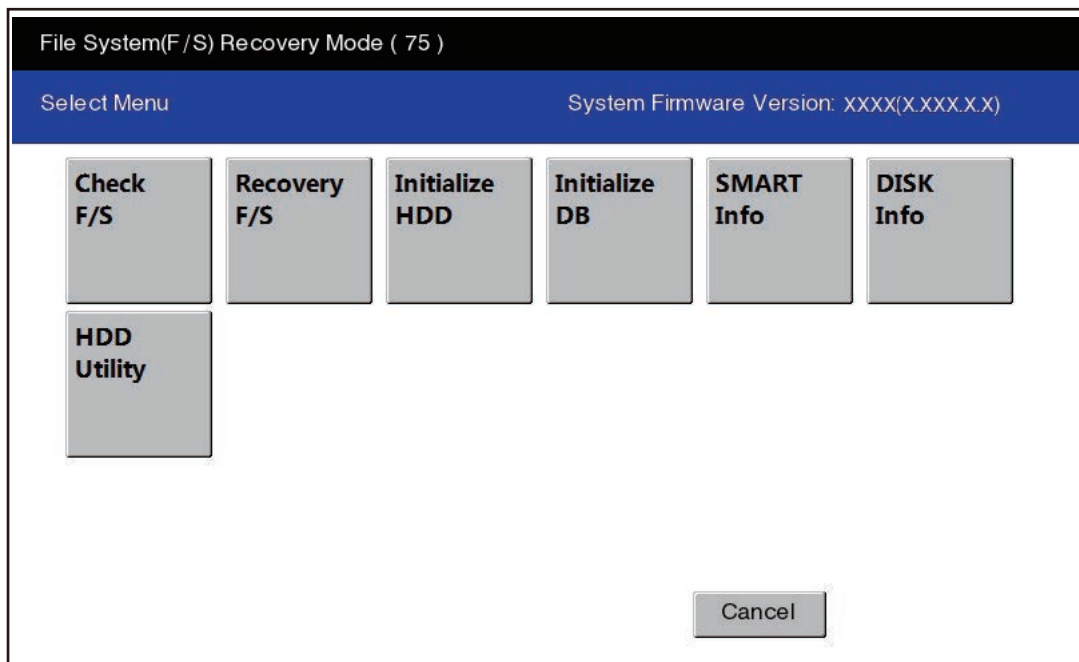 File System(F/S) Recovery Mode ( 75 )
Select Menu
System Firmware Version: XXXX(X.XXX.X.X)
Check
F/S
Recovery
F/S
Initialize
HDD
Initialize
DB
SMART
Info
DISK
Info
HDD
Utility
Cancel